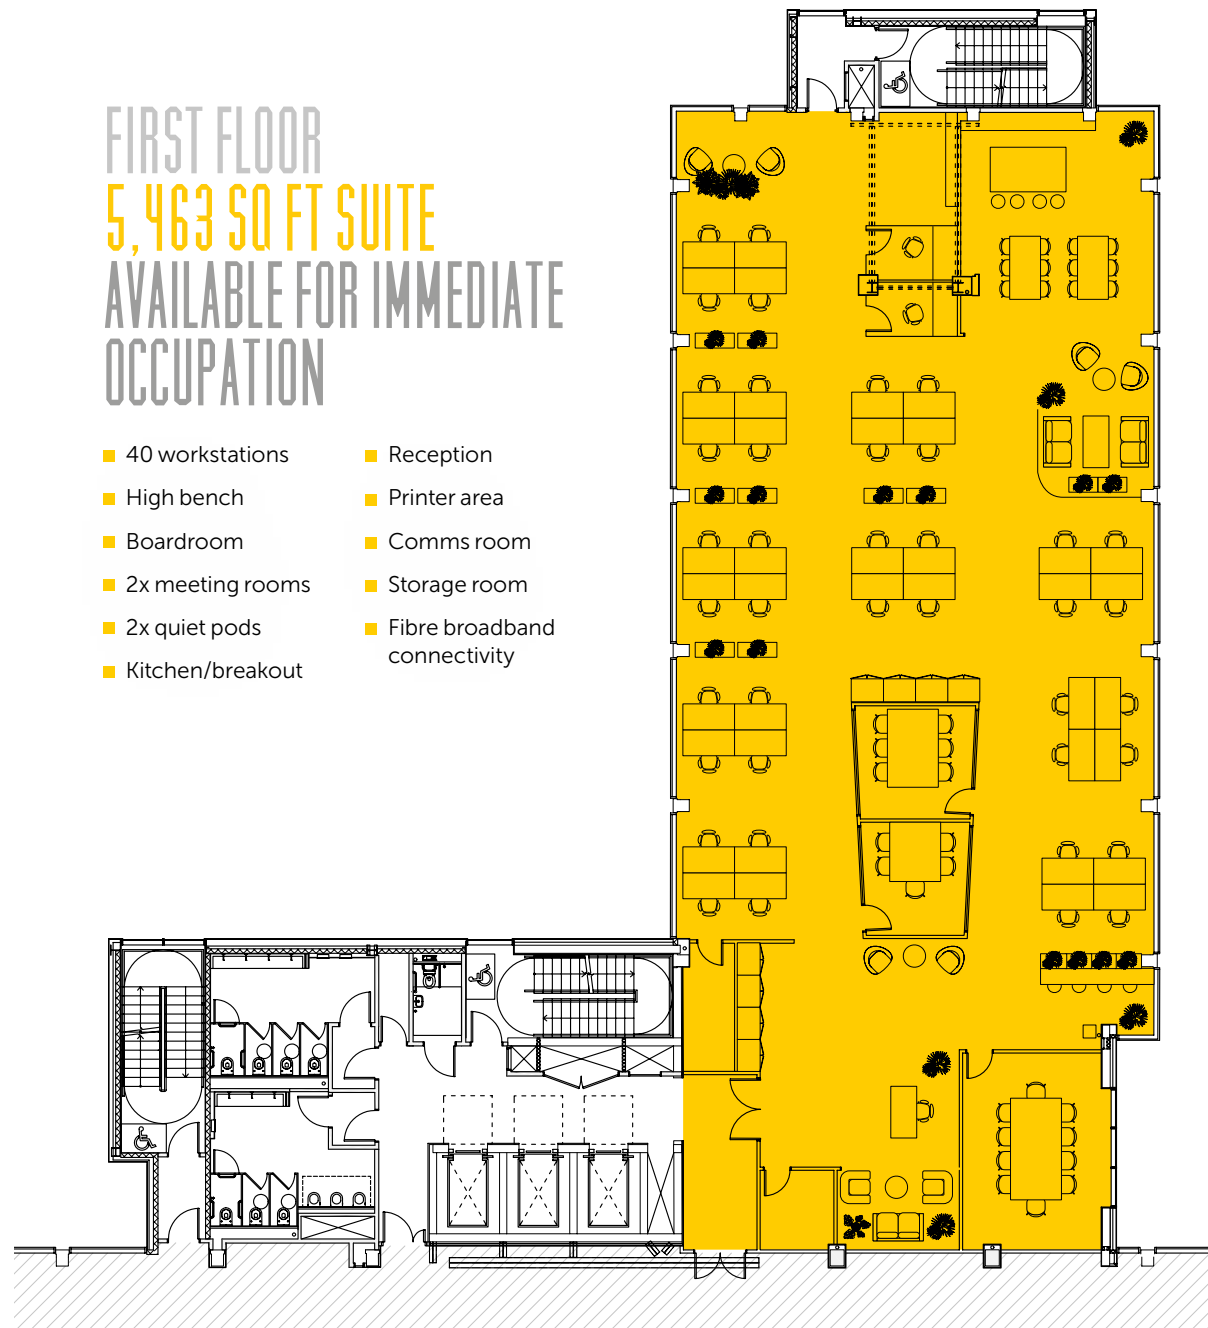 FIRST FLOOR
5,463 SQ FT SUITE
AVAILABLE FOR IMMEDIATE
OCCUPATION
40 workstations
High bench
Boardroom
2x meeting rooms
2x quiet pods
Kitchen/breakout
Reception
Printer area
Comms room
Storage room
Fibre broadband
connectivity